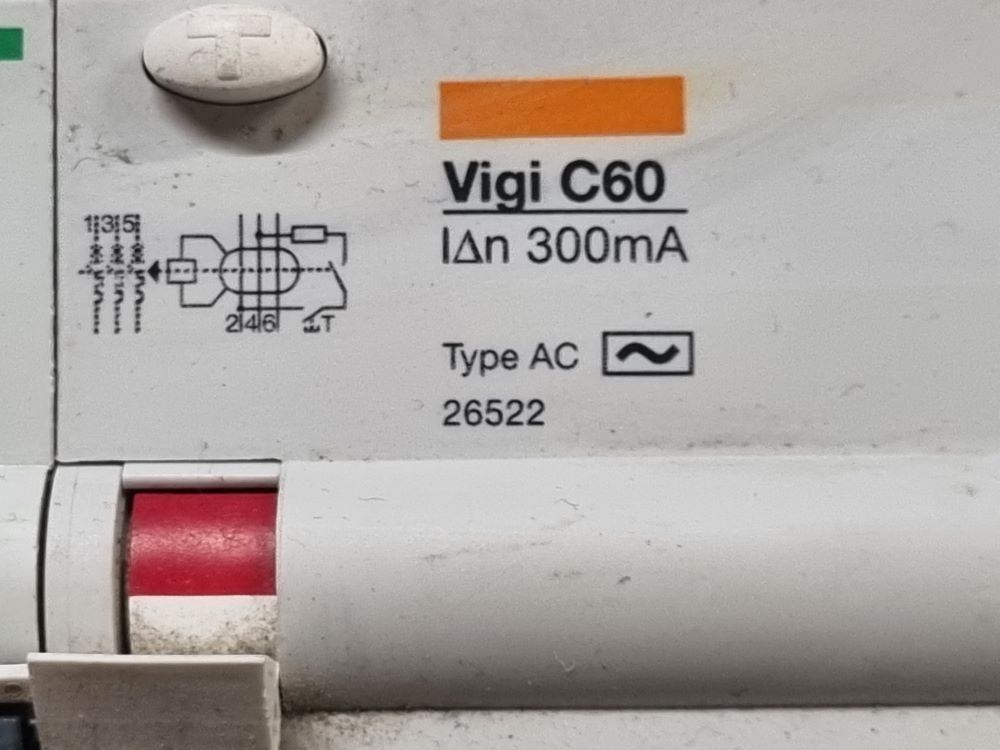 T
Vigi C60
I∆n 300mA
1 3 5
2 4 6 T
Type AC
26522